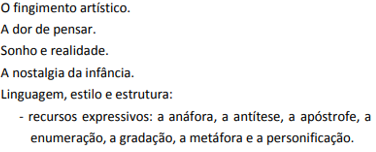 O fingimento artístico.
A dor de pensar.
Sonho e realidade.
A nostalgia da infância.
Linguagem, estilo e estrutura:
- recursos expressivos: a anáfora, a antítese, a apóstrofe, a
enumeração, a gradação, a metáfora e a personificação.